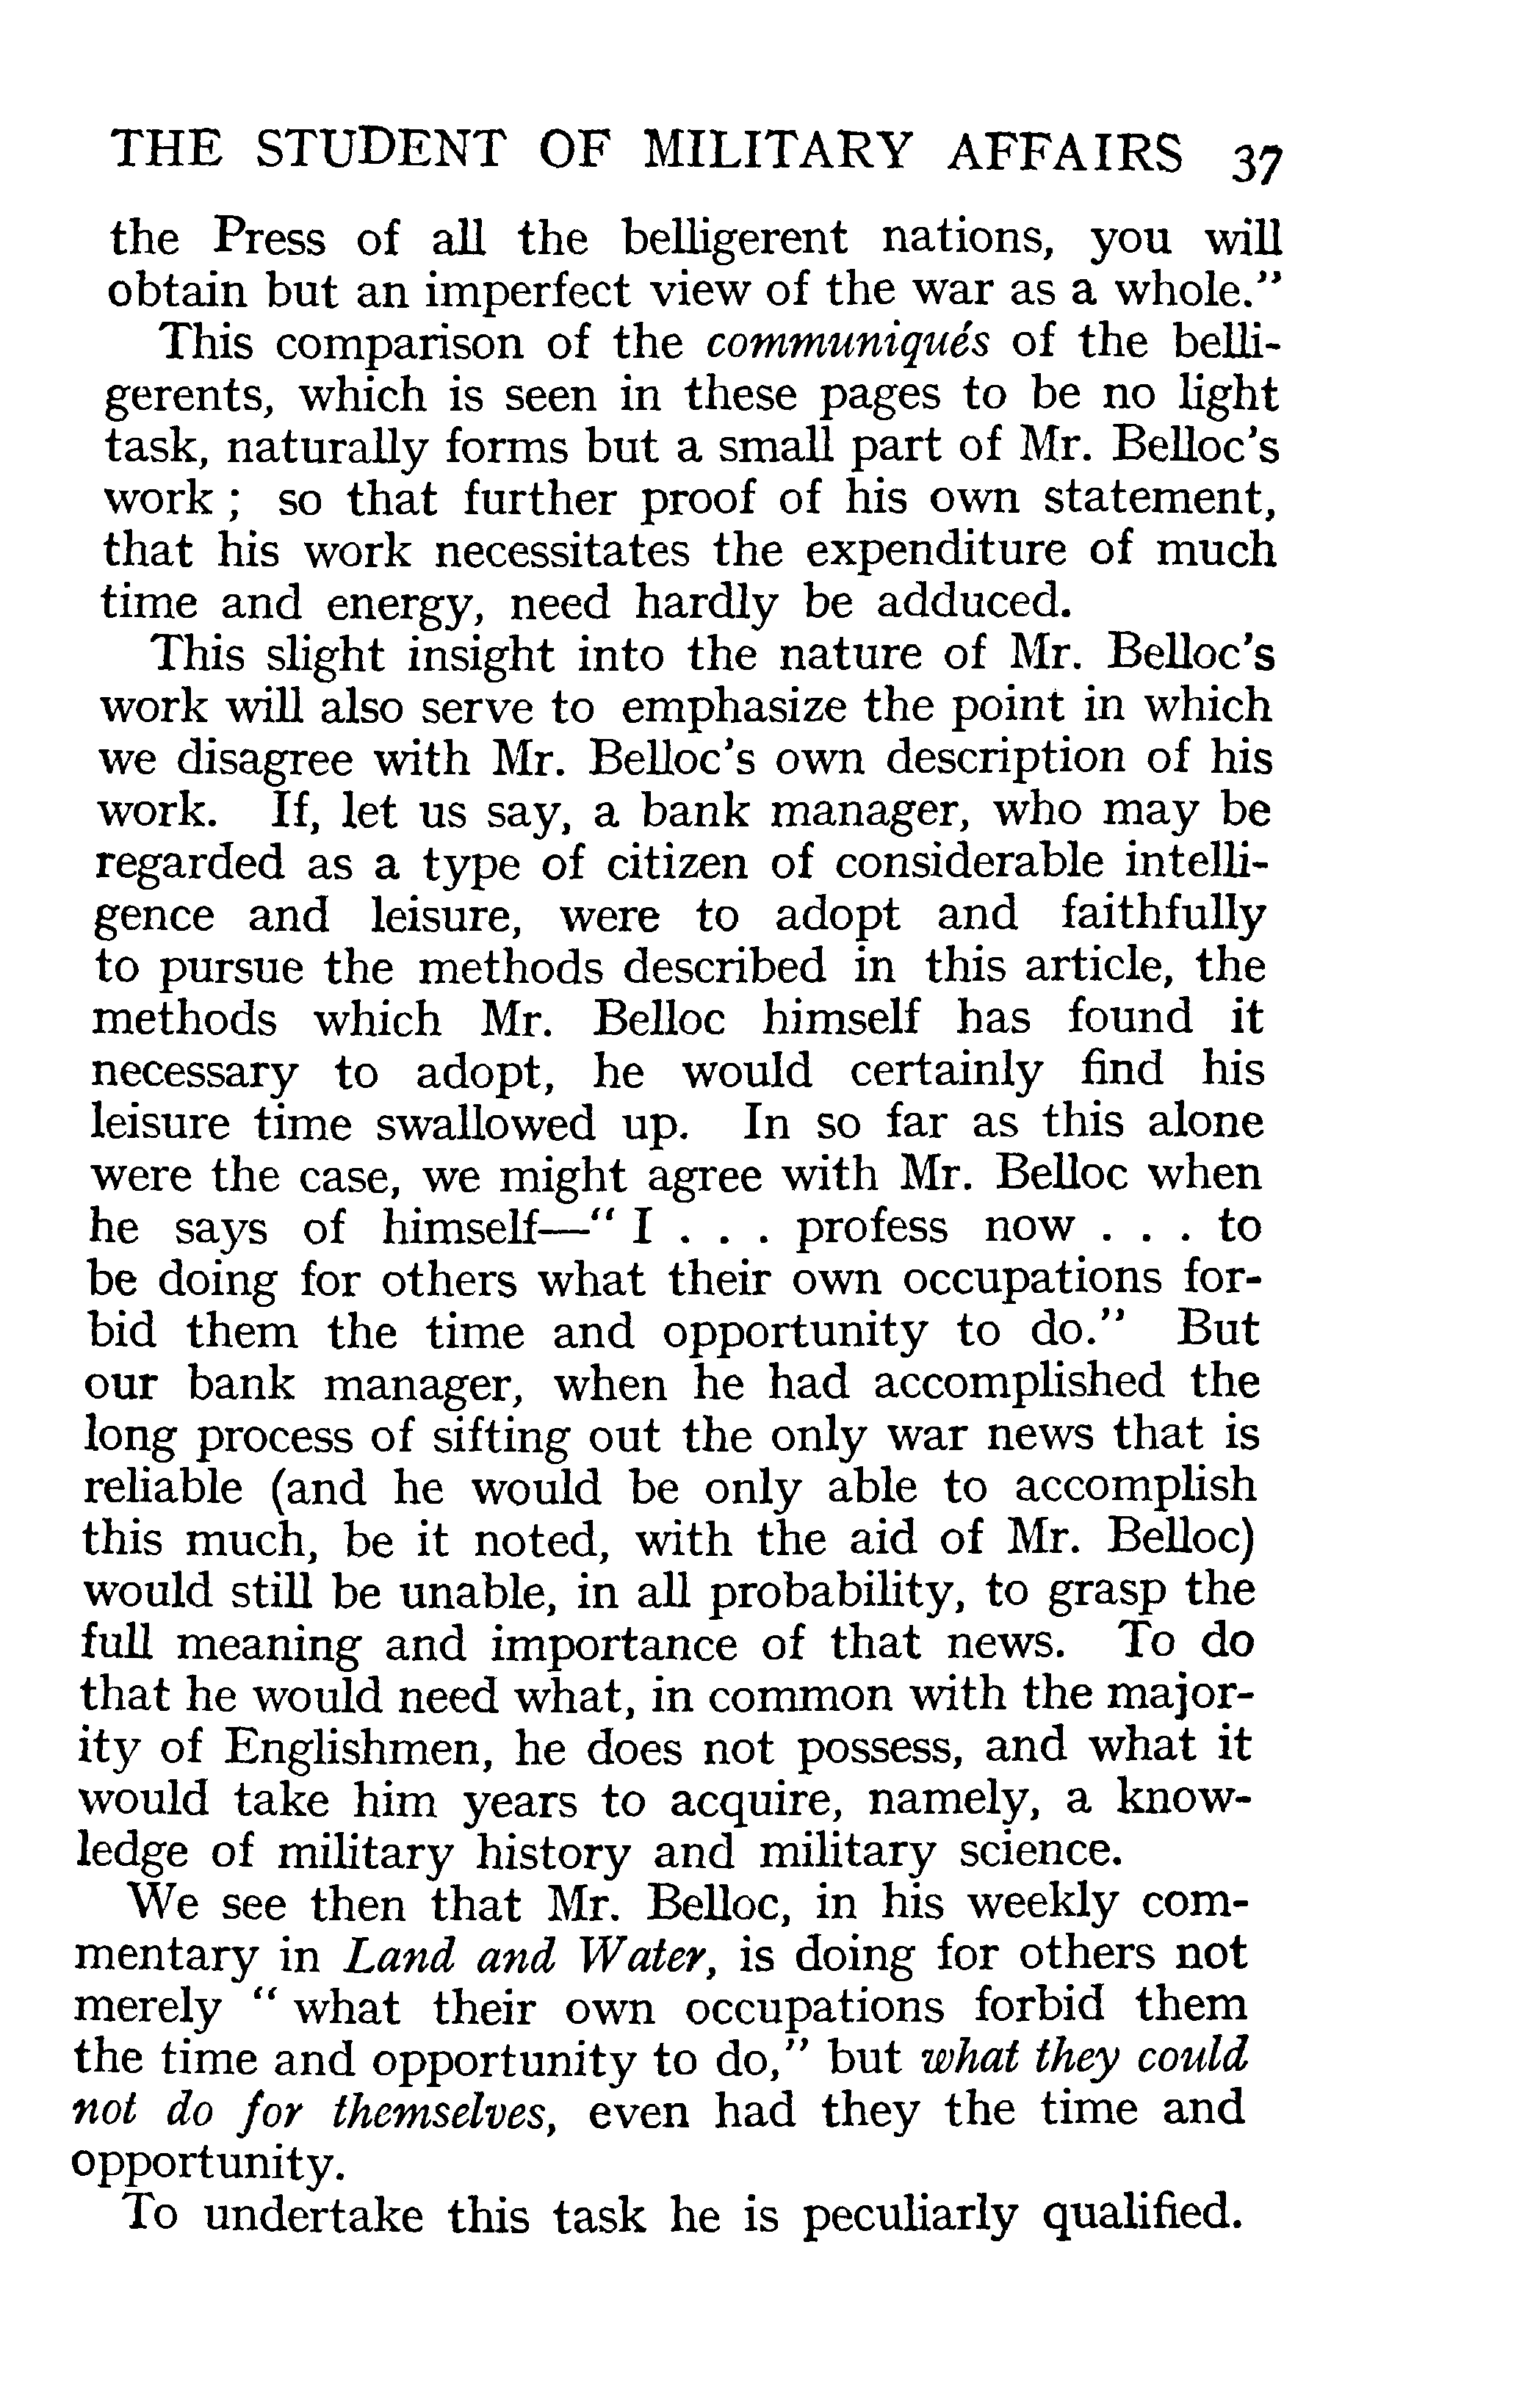 THE STUDENT OF MILITARY AFFAIRS 37
the Press of all the belligerent nations, you will
obtain but an imperfect view of the war as a whole.”
This comparison of the communiqués of the belli-
gerents, which is seen in these pages to be no light
task, naturally forms but a small part of Mr. Belloc’s
work ; so that further proof of his own statement,
that his work necessitates the expenditure of much
time and energy, need hardly be adduced.
This slight insight into the nature of Mr. Belloc’s
work will also serve to emphasize the point in which
we disagree with Mr. Belloc’s own description of his
work. If, let us say, a bank manager, who may be
regarded as a type of citizen of considerable intelli-
gence and leisure, were to adopt and faithfully
to pursue the methods described in this article, the
methods which Mr. Belloc himself has found it
necessary to adopt, he would certainly find his
leisure time swallowed up. In so far as this alone
were the case, we might agree with Mr. Belloc when
he says of himself—“ I . . . profess now . . . to
be doing for others what their own occupations for-
bid them the time and opportunity to do.” But
our bank manager, when he had accomplished the
long process of sifting out the only war news that is
reliable (and he would be only able to accomplish
this much, be it noted, with the aid of Mr. Belloc)
would still be unable, in all probability, to grasp the
full meaning and importance of that news. To do
that he would need what, in common with the major-
ity of Englishmen, he does not possess, and what it
would take him years to acquire, namely, a know-
ledge of military history and military science.
We see then that Mr. Belloc, in his weekly com-
mentary in Land and Water, is doing for others not
merely “ what their own occupations forbid them
the time and opportunity to do,” but what they could
not do for themselves, even had they the time and
opportunity.
To undertake this task he is peculiarly qualified.